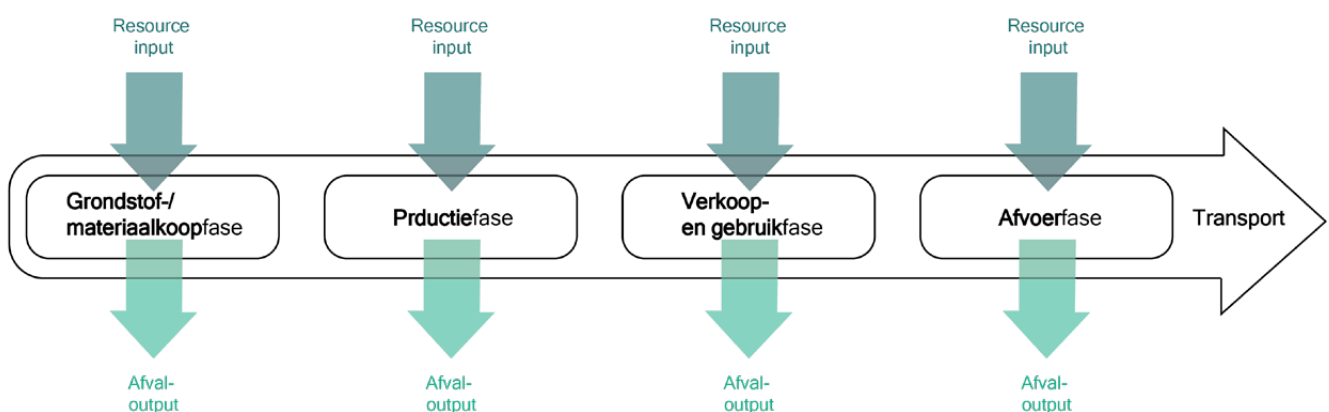 Resource
input
Resource
input
Resource
input
Resource
input
Grondstof-/
materiaalkoopfase
Prductiefase
Verkoop-
en gebruikfase
Afvoerfase
Transport
Afval-
output
Afval-
output
Afval-
output
Afval-
output